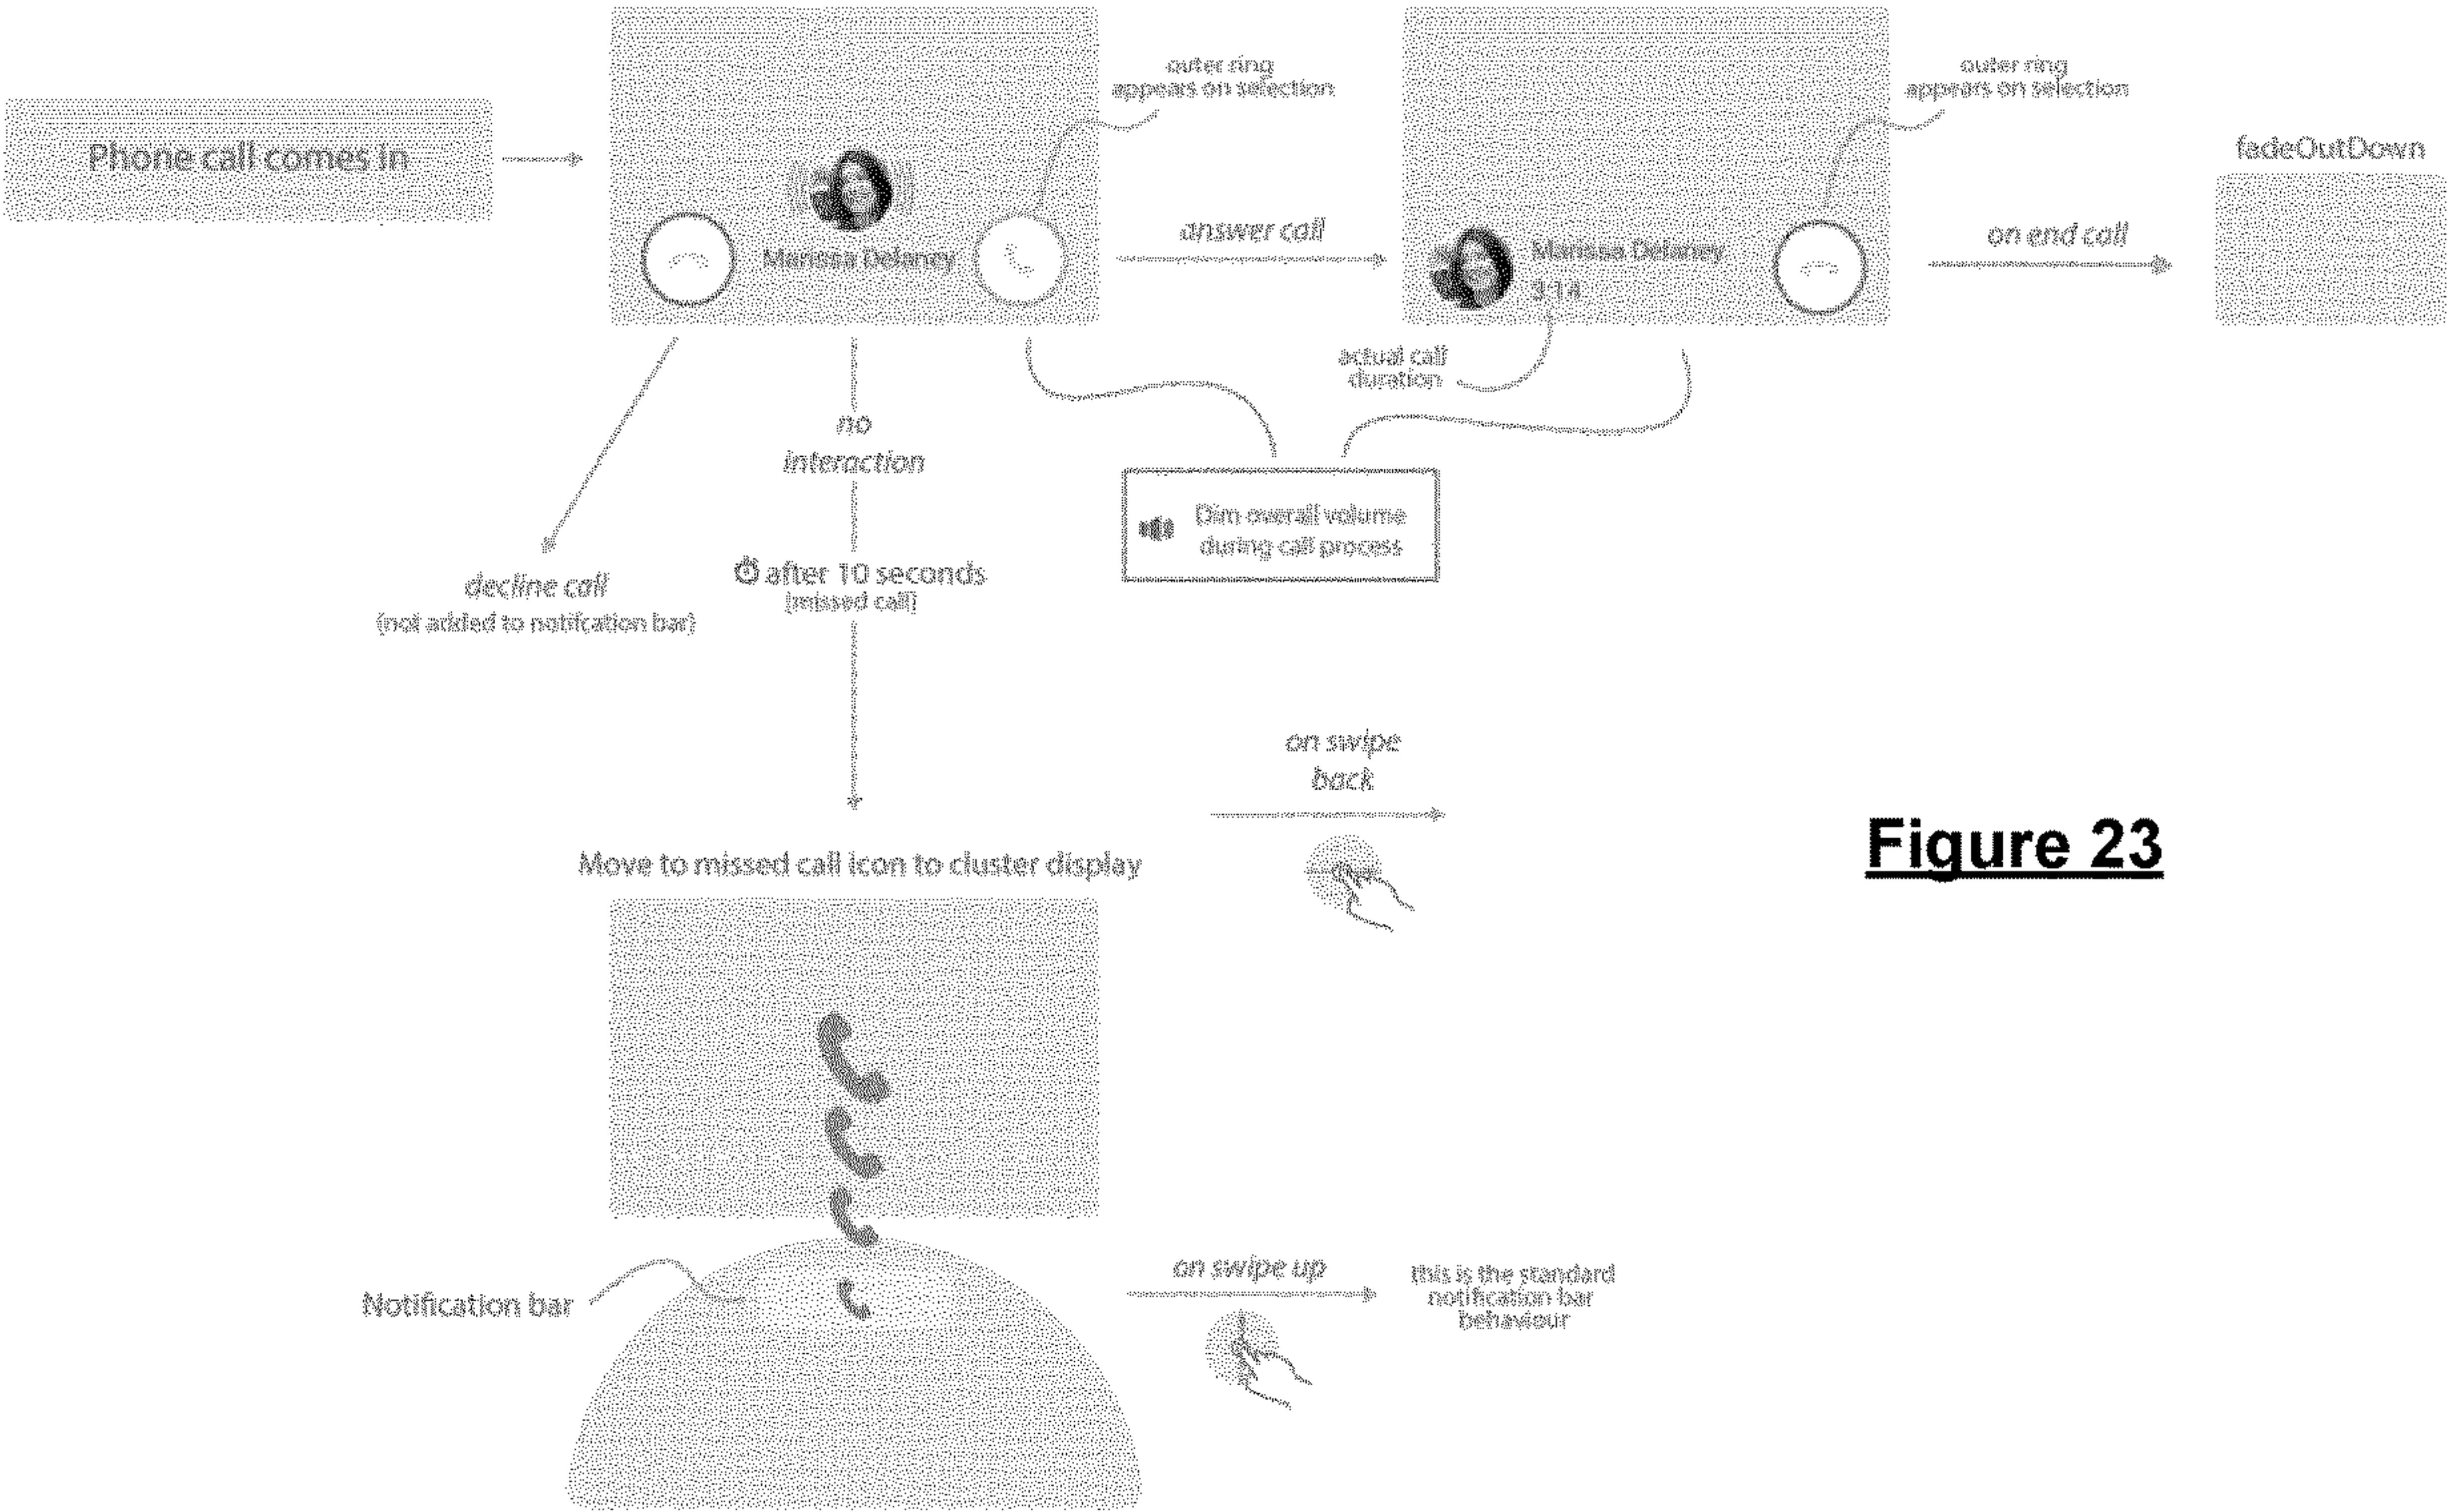 Phone call comes in
outer ring
appears on selection
Marissa Delaney
answer call
outer ring
appears on selection
Marissa Delaney
3:14
on end call
fadeOutDown
actual call
duration
no
interaction
Dim overall volume
during call process
decline call
(not added to notifcation bar)
after 10 seconds
[missed call]
on swipe
back
Move to missed call icon to cluster display
Figure 23
Notification bar
on swipe up
this is the standard
notification bar
behaviour